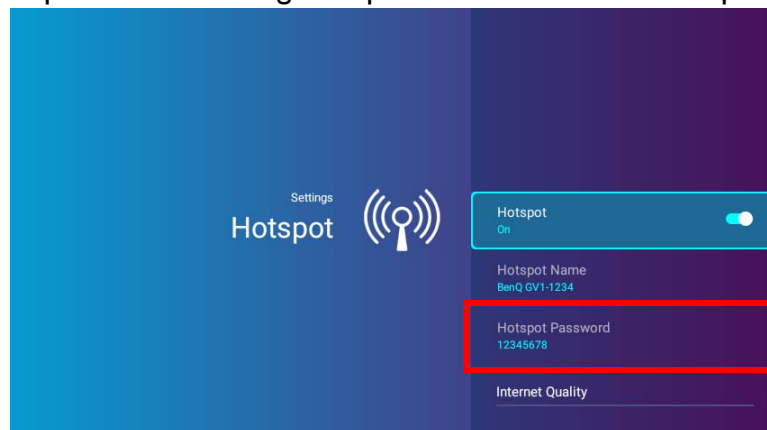 Settings
Hotspot
Hotspot
On
Hotspot Name
BenQ GV1-1234
Hotspot Password
12345678
Internet Quality